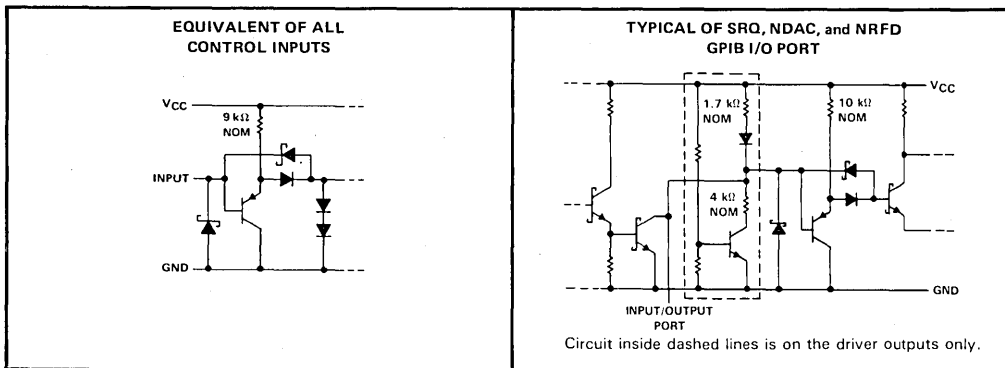 EQUIVALENT OF ALL
CONTROL INPUTS
VCC
9 kΩ
NOM
INPUT
GND
TYPICAL OF SRQ, NDAC, and NRFD
GPIB I/O PORT
VCC
1.7 kΩ
NOM
10 kΩ
NOM
4 kΩ
NOM
GND
INPUT/OUTPUT
PORT
Circuit inside dashed lines is on the driver outputs only.